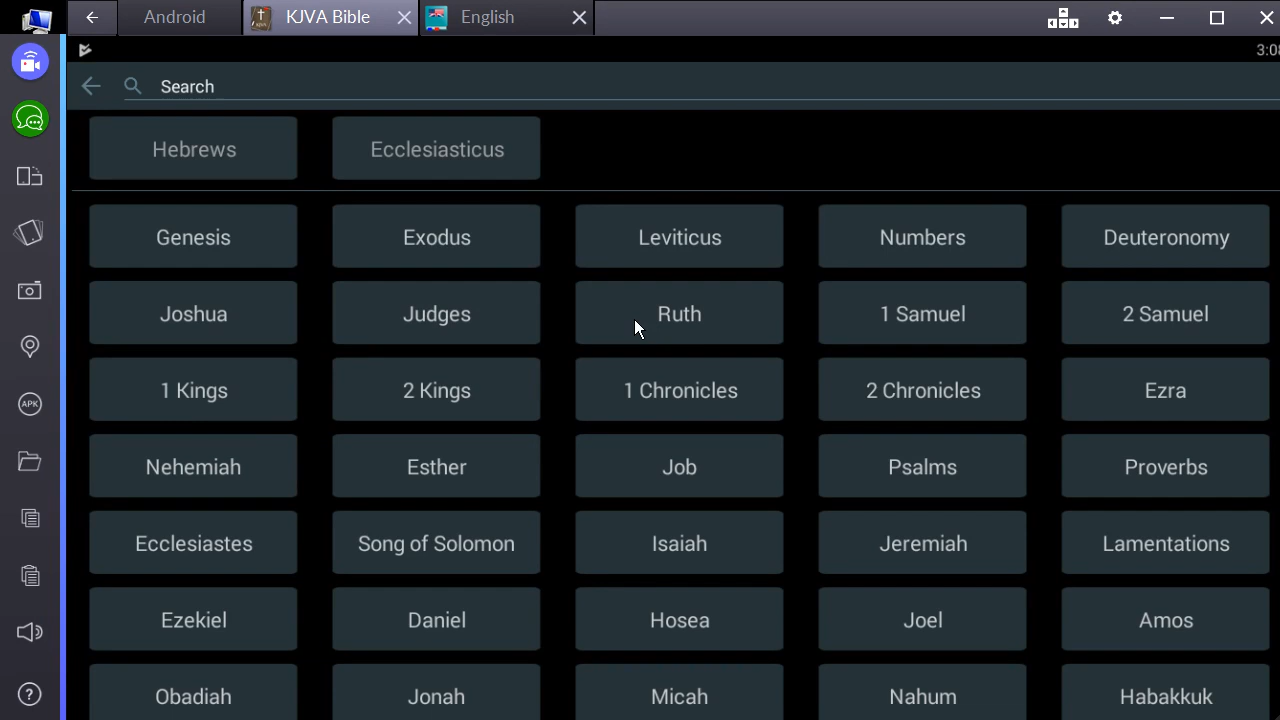 Android KJVA Bible English
3:08
Search
Hebrews Ecclesiasticus
Genesis Exodus Leviticus Numbers Deuteronomy
Joshua Judges Ruth 1 Samuel 2 Samuel
1 Kings 2 Kings 1 Chronicles 2 Chronicles Ezra
Nehemiah Esther Job Psalms Proverbs
Ecclesiastes Song of Solomon Isaiah Jeremiah Lamentations
APK
Ezekiel Daniel Hosea Joel Amos
Obadiah Jonah Micah Nahum Habakkuk